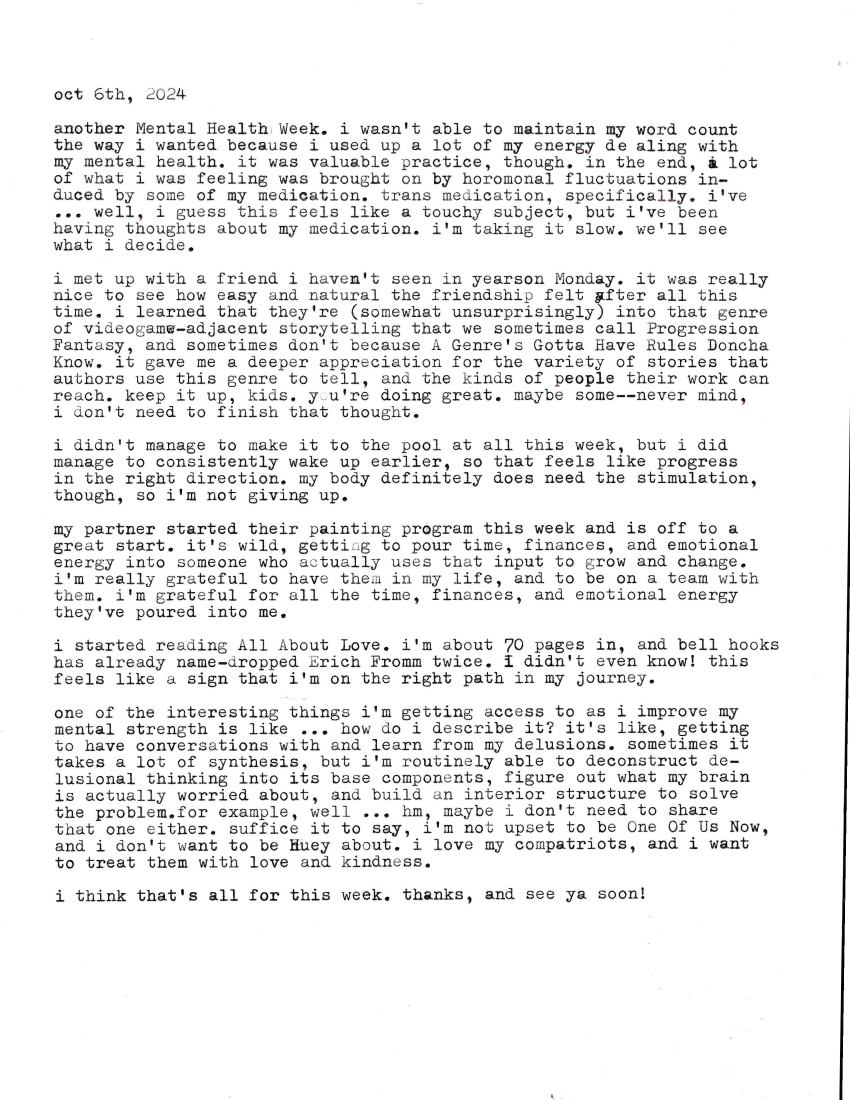 oct 6th, 2024
another Mental Health Week. i wasn't able to maintain my word count
the way i wanted because i used up a lot of my energy de aling with
my mental health. it was valuable practice, though. in the end, a lot
of what i was feeling was brought on by horomonal fluctuations in-
duced by some of my medication. trans medication, specifically. i've
... well, i guess this feels like a touchy subject, but i've been
having thoughts about my medication. i'm taking it slow. we'll see
what i decide.
i met up with a friend i haven't seen in yearson Monday. it was really
nice to see how easy and natural the friendship felt after all this
time. i learned that they're (somewhat unsurprisingly) into that genre
of videogame-adjacent storytelling that we sometimes call Progression
Fantasy, and sometimes don't because A Genre's Gotta Have Rules Doncha
Know. it gave me a deeper appreciation for the variety of stories that
authors use this genre to tell, and the kinds of people their work can
reach. keep it up, kids. you're doing great. maybe some--never mind,
i don't need to finish that thought.
i didn't manage to make it to the pool at all this week, but i did
manage to consistently wake up earlier, so that feels like progress
in the right direction. my body definitely does need the stimulation,
though, so i'm not giving up.
my partner started their painting program this week and is off to a
great start. it's wild, getting to pour time, finances, and emotional
energy into someone who actually uses that input to grow and change.
i'm really grateful to have them in my life, and to be on a team with
them. i'm grateful for all the time, finances, and emotional energy
they've poured into me.
i started reading All About Love. i'm about 70 pages in, and bell hooks
has already name-dropped Erich Fromm twice. I didn't even know! this
feels like a sign that i'm on the right path in my journey.
one of the interesting things i'm getting access to as i improve my
mental strength is like ... how do i describe it? it's like, getting
to have conversations with and learn from my delusions. sometimes it
takes a lot of synthesis, but i'm routinely able to deconstruct de-
lusional thinking into its base components, figure out what my brain
is actually worried about, and build an interior structure to solve
the problem.for example, well ... hm, maybe i don't need to share
that one either. suffice it to say, i'm not upset to be One Of Us Now,
and i don't want to be Huey about. i love my compatriots, and i want
to treat them with love and kindness.
i think that's all for this week. thanks, and see ya soon!